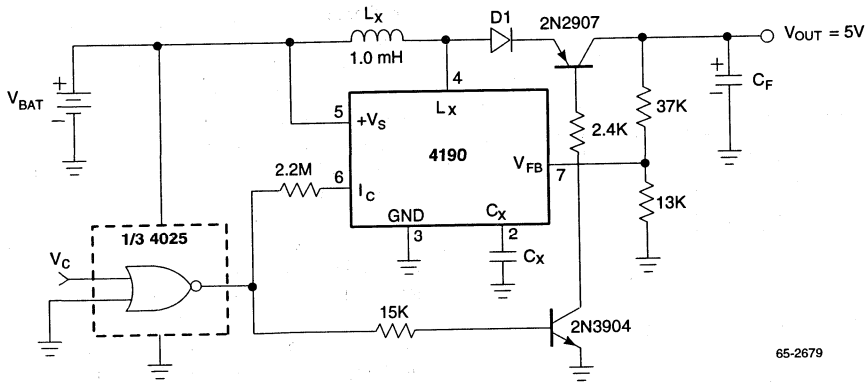 Lx
1.0 mH
D1
2N2907
VOUT = 5V
VBAT
+
−
4
Lx
5
+VS
4190
2.4K
37K
+
−
CF
2.2M
6
IC
VFB
7
13K
GND
3
Cx
2
Cx
1/3 4025
VC
15K
2N3904
65-2679